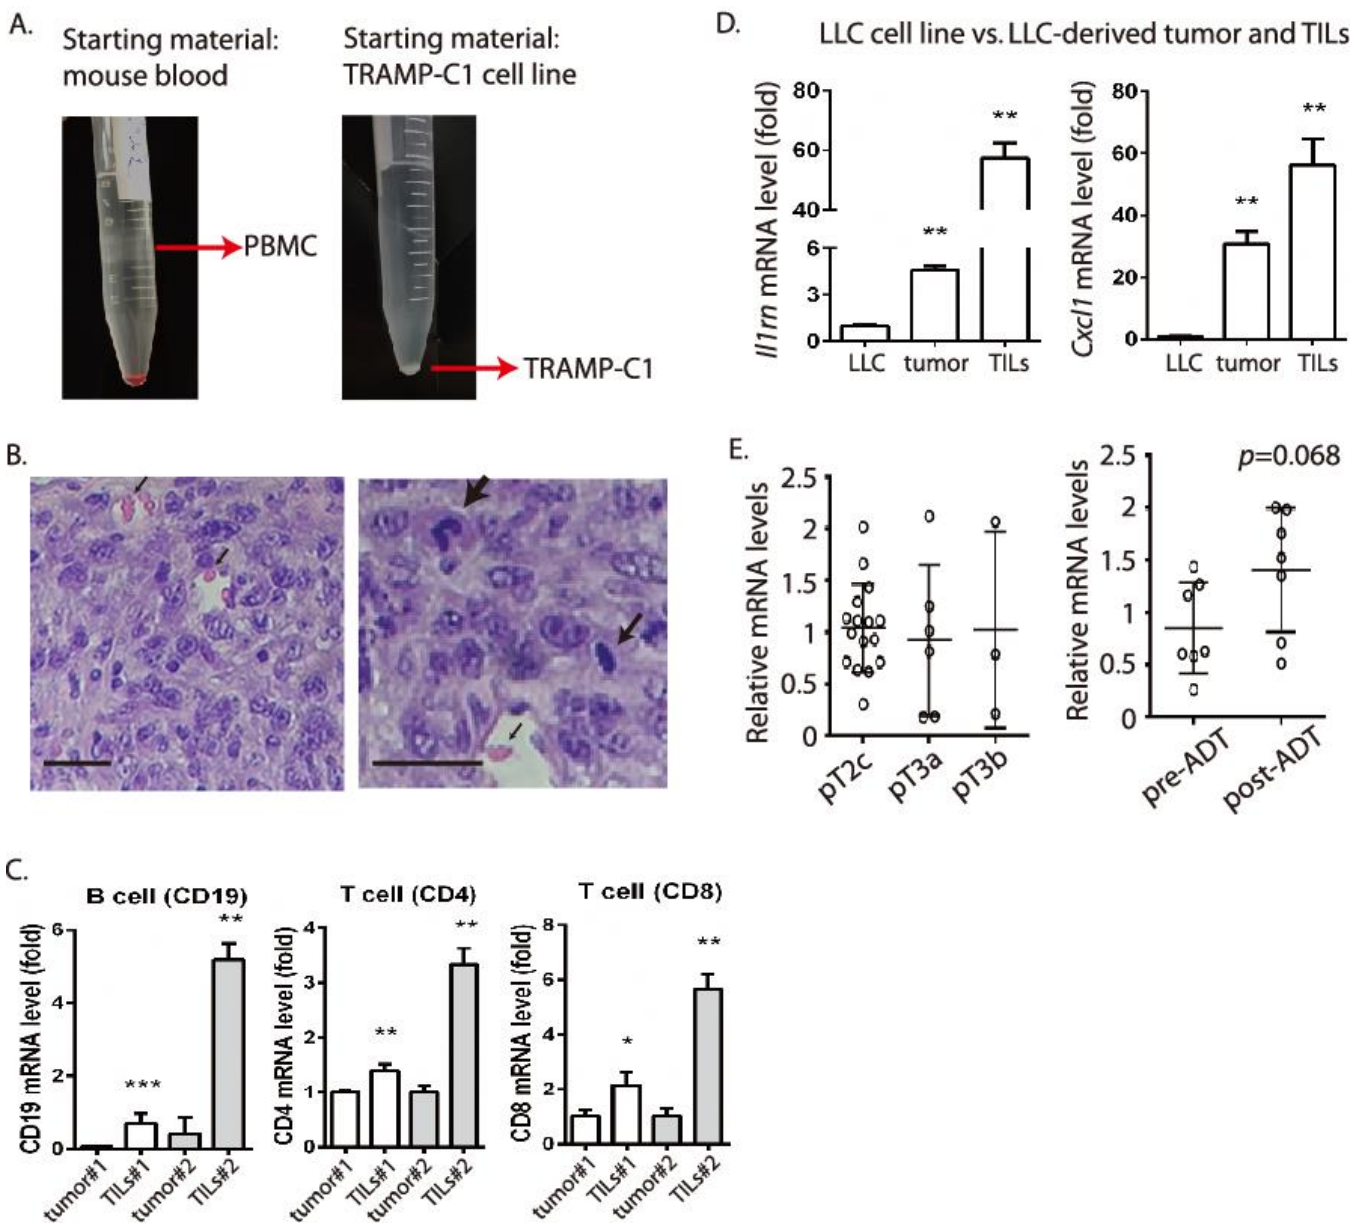 A.
Starting material:
mouse blood
Starting material:
TRAMP-C1 cell line
PBMC
TRAMP-C1
B.
C.
B cell (CD19)
CD19 mRNA level (fold)
6
4
2
0
***
**
tumor#1
TILs#1
tumor#2
TILs#2
T cell (CD4)
CD4 mRNA level (fold)
4
3
2
1
0
**
**
tumor#1
TILs#1
tumor#2
TILs#2
T cell (CD8)
CD8 mRNA level (fold)
8
6
4
2
0
*
**
tumor#1
TILs#1
tumor#2
TILs#2
D.
LLC cell line vs. LLC-derived tumor and TILs
Il1rn mRNA level (fold)
80
60
40
6
3
0
**
**
LLC
tumor
TILs
Cxcl1 mRNA level (fold)
80
60
40
20
0
**
**
LLC
tumor
TILs
E.
Relative mRNA levels
2.5
2
1.5
1
0.5
0
pT2c
pT3a
pT3b
Relative mRNA levels
2.5
2
1.5
1
0.5
0
p=0.068
pre-ADT
post-ADT